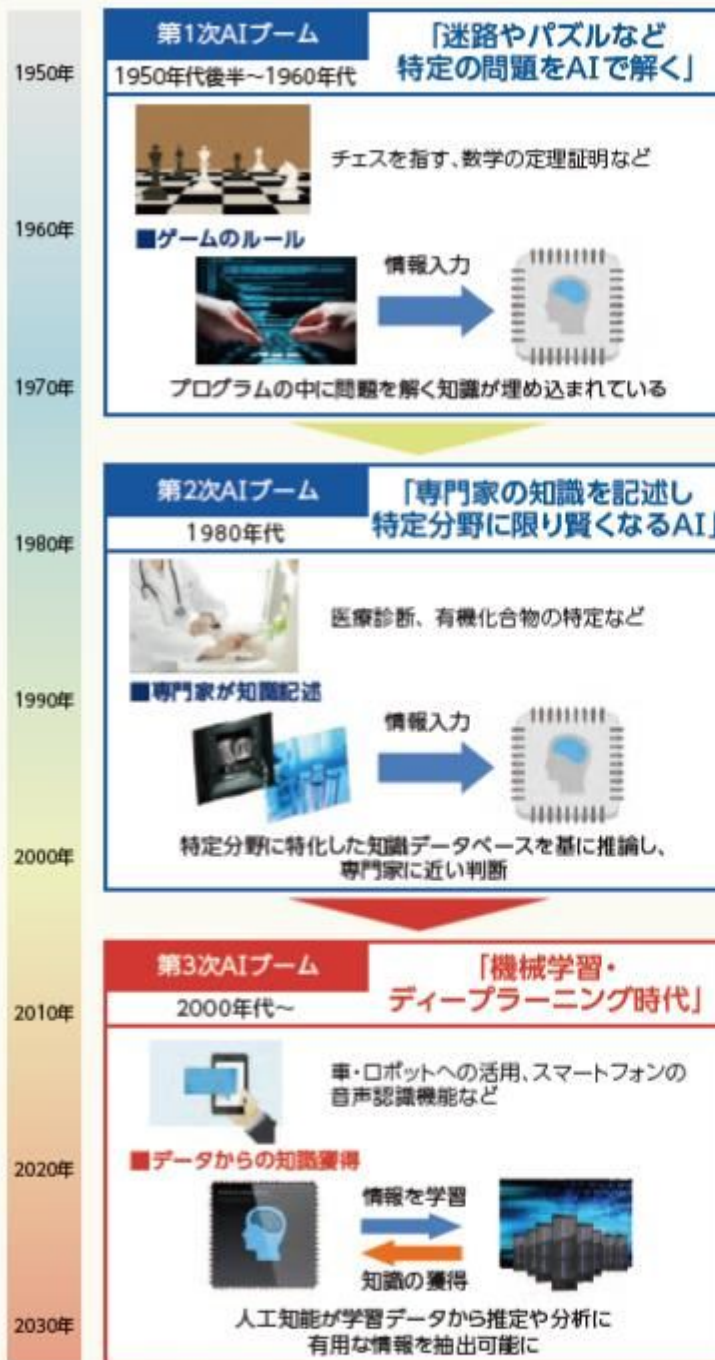 1950年
1960年
1970年
1980年
1990年
2000年
2010年
2020年
2030年
第1次AIブーム
1950年代後半~1960年代
「迷路やパズルなど
特定の問題をAIで解く」
チェスを指す、数学の定理証明など
■ゲームのルール
情報入力
プログラムの中に問題を解く知識が埋め込まれている
第2次AIブーム
1980年代
「専門家の知識を記述し
特定分野に限り賢くなるAI」
医療診断、有機化合物の特定など
■専門家が知識記述
情報入力
特定分野に特化した知識データベースを基に推論し、
専門家に近い判断
第3次AIブーム
2000年代~
「機械学習・
ディープラーニング時代」
車・ロボットへの活用、スマートフォンの
音声認識機能など
■データからの知識獲得
情報を学習
知識の獲得
人工知能が学習データから推定や分析に
有用な情報を抽出可能に